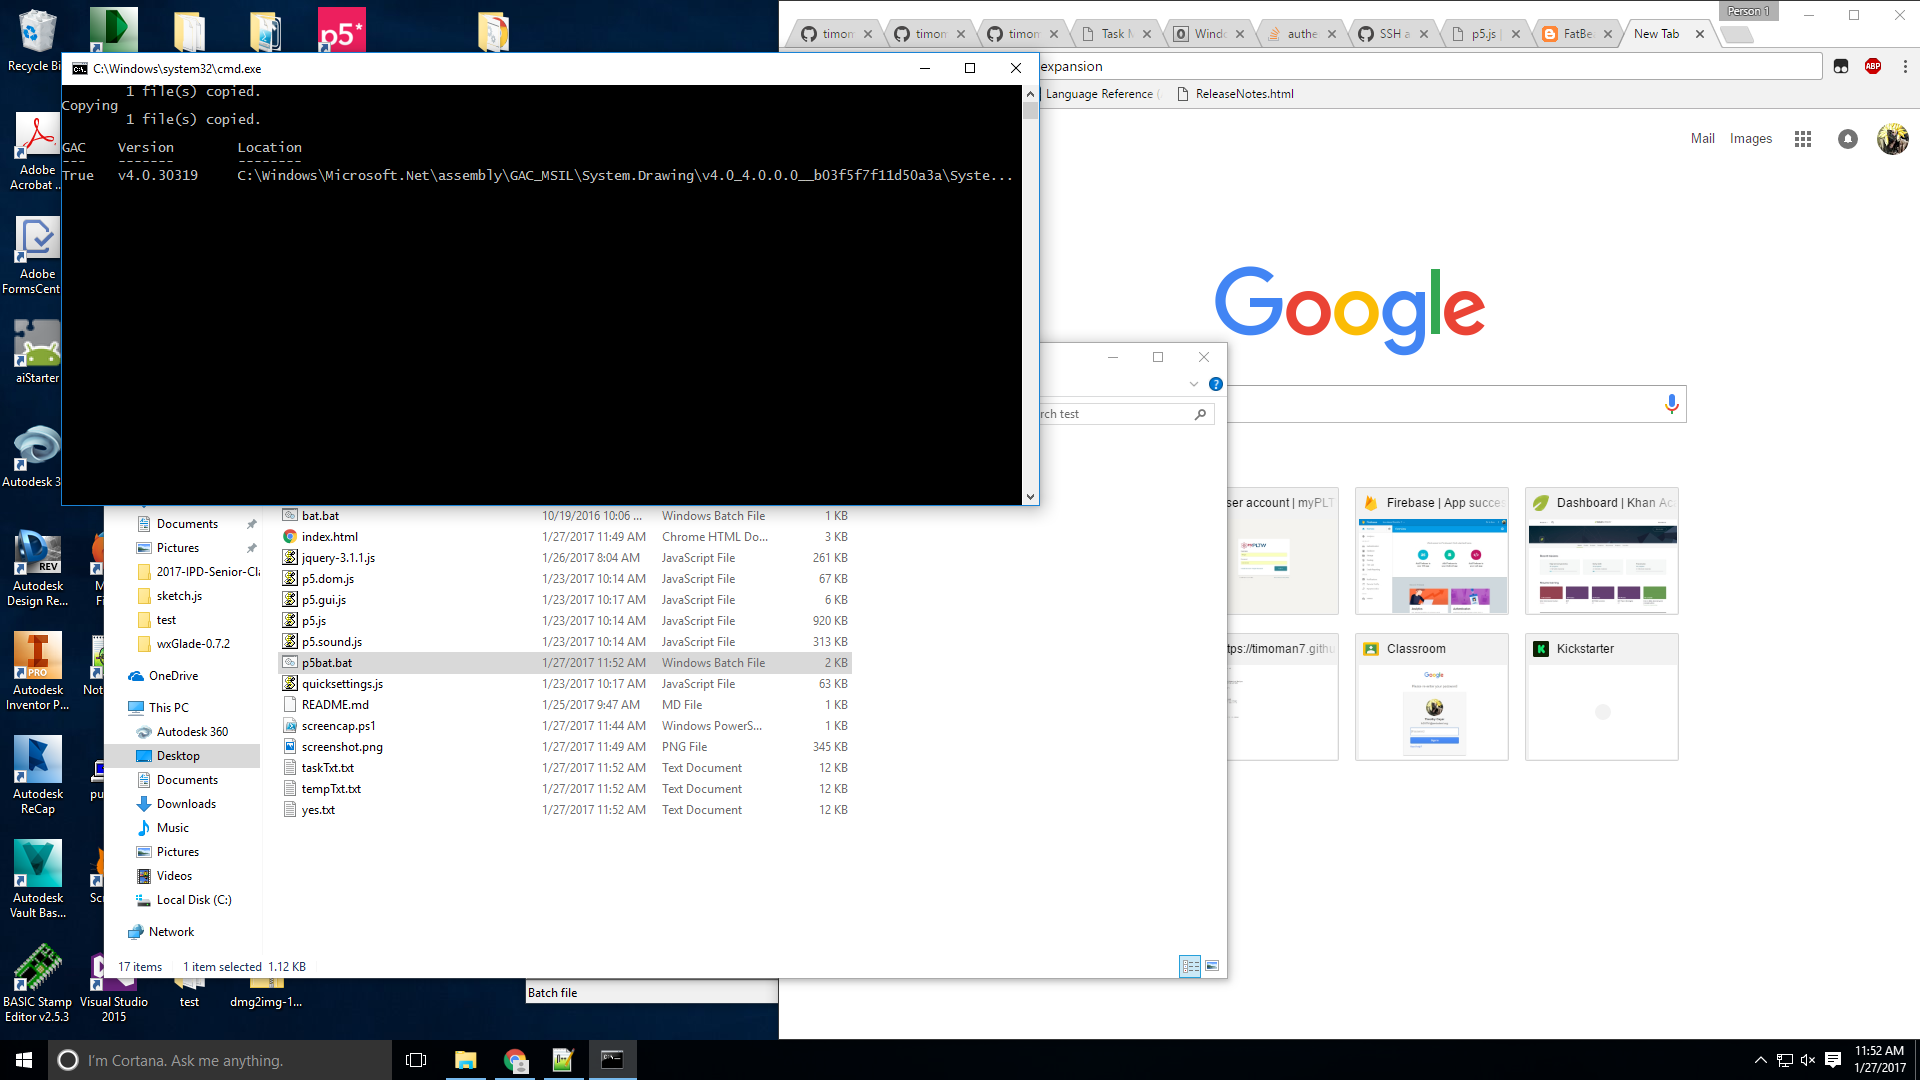 Recycle Bi
p5*
Adobe
Acrobat ...
Adobe
FormsCent
aiStarter
Autodesk 3
REV
Autodesk
Design Re...
M
Fi
PRO
Autodesk
Inventor P...
Not
Autodesk
ReCap
pu
Autodesk
Vault Bas...
Scr
BASIC Stamp
Editor v2.5.3
Visual Studio
2015
test
dmg2img-1...
C:\Windows\system32\cmd.exe
1 file(s) copied.
Copying
1 file(s) copied.
GAC Version Location
--- ------- --------
True v4.0.30319 C:\Windows\Microsoft.Net\assembly\GAC_MSIL\System.Drawing\v4.0_4.0.0.0__b03f5f7f11d50a3a\Syste...
Person 1
timom
timom
timom
Task M
Windo
authe
SSH a
p5.js |
FatBe
New Tab
expansion
ABP
Language Reference (
ReleaseNotes.html
Mail Images
Google
rch test
Documents
Pictures
2017-IPD-Senior-Cla
sketch.js
test
wxGlade-0.7.2
OneDrive
This PC
Autodesk 360
Desktop
Documents
Downloads
Music
Pictures
Videos
Local Disk (C:)
Network
bat.bat 10/19/2016 10:06 ... Windows Batch File 1 KB
index.html 1/27/2017 11:49 AM Chrome HTML Do... 3 KB
jquery-3.1.1.js 1/26/2017 8:04 AM JavaScript File 261 KB
p5.dom.js 1/23/2017 10:14 AM JavaScript File 67 KB
p5.gui.js 1/23/2017 10:17 AM JavaScript File 6 KB
p5.js 1/23/2017 10:14 AM JavaScript File 920 KB
p5.sound.js 1/23/2017 10:14 AM JavaScript File 313 KB
p5bat.bat 1/27/2017 11:52 AM Windows Batch File 2 KB
quicksettings.js 1/23/2017 10:17 AM JavaScript File 63 KB
README.md 1/25/2017 9:47 AM MD File 1 KB
screencap.ps1 1/27/2017 11:44 AM Windows PowerS... 1 KB
screenshot.png 1/27/2017 11:49 AM PNG File 345 KB
taskTxt.txt 1/27/2017 11:52 AM Text Document 12 KB
tempTxt.txt 1/27/2017 11:52 AM Text Document 12 KB
yes.txt 1/27/2017 11:52 AM Text Document 12 KB
17 items 1 item selected 1.12 KB
Batch file
ser account | myPLT
Firebase | App succes
Dashboard | Khan Ac
tps://timoman7.githu
Classroom
Google
Kickstarter
I'm Cortana. Ask me anything.
11:52 AM
1/27/2017